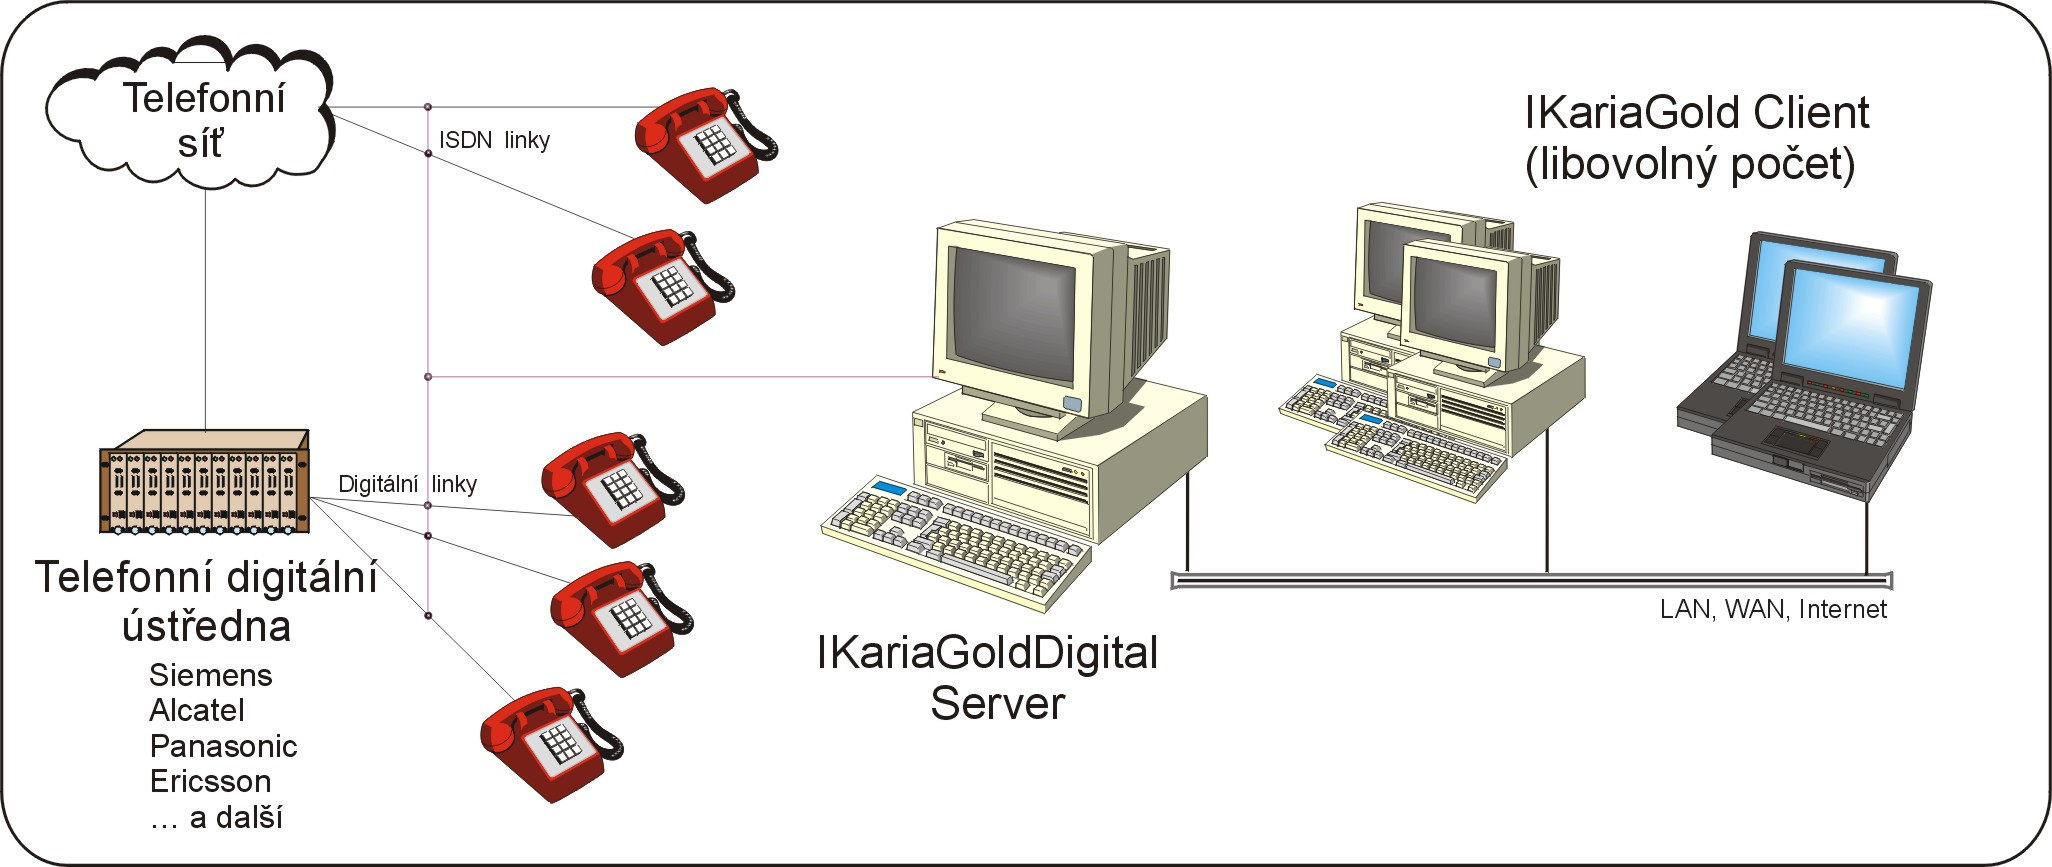 Telefonní
síť
ISDN linky
IKariaGold Client
(libovolný počet)
Digitální linky
Telefonní digitální
ústředna
Siemens
Alcatel
Panasonic
Ericsson
... a další
IKariaGoldDigital
Server
LAN, WAN, Internet